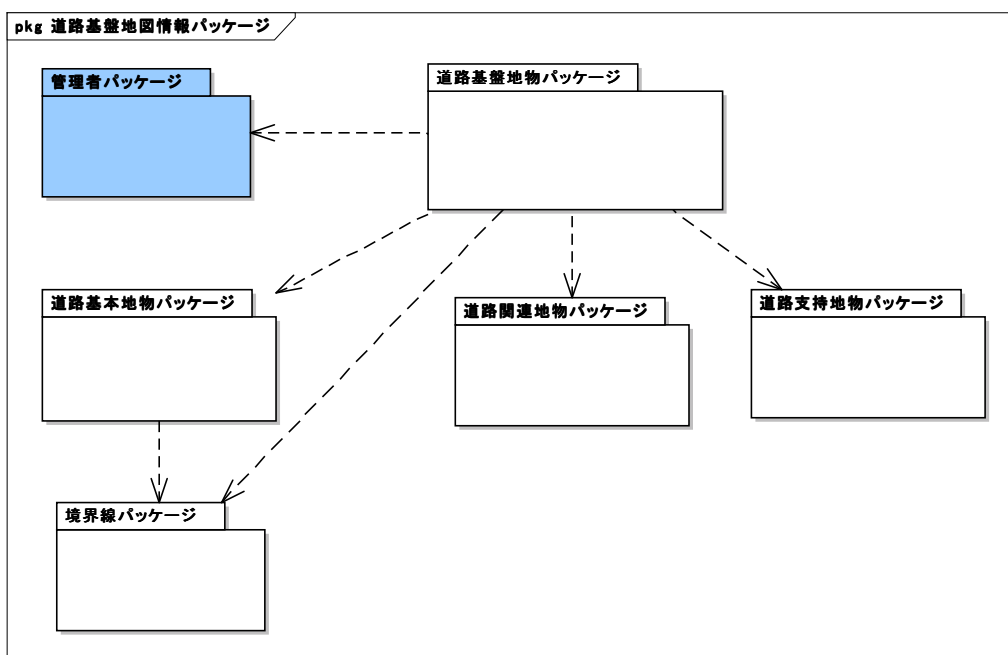 pkg 道路基盤地図情報パッケージ
管理者パッケージ
道路基盤地物パッケージ
道路基本地物パッケージ
道路関連地物パッケージ
道路支持地物パッケージ
境界線パッケージ